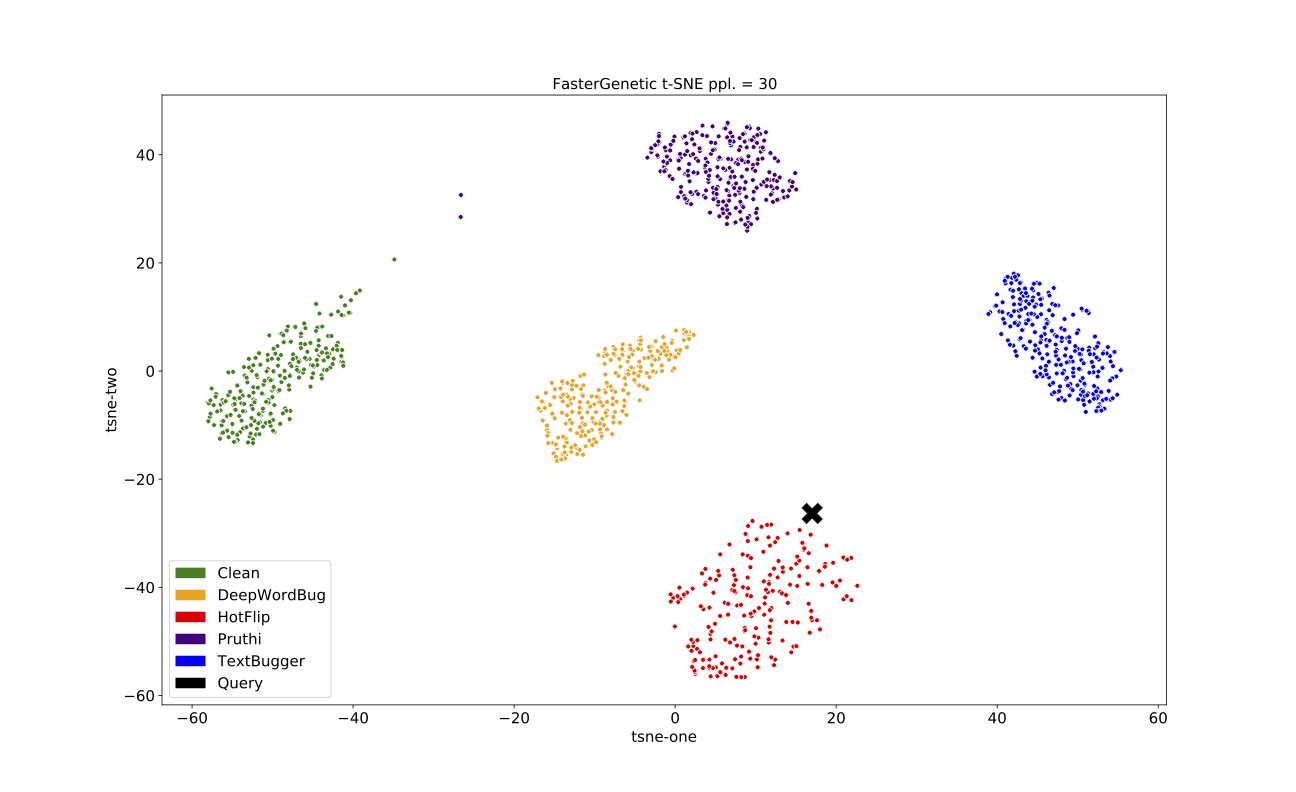 FasterGenetic t-SNE ppl. = 30
40
20
0
−20
−40
−60
tsne-two
Clean
DeepWordBug
HotFlip
Pruthi
TextBugger
Query
−60 −40 −20 0 20 40 60
tsne-one